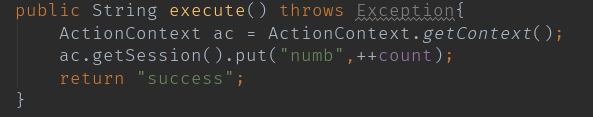 public String execute() throws Exception{
    ActionContext ac = ActionContext.getContext();
    ac.getSession().put("numb",++count);
    return "success";
}